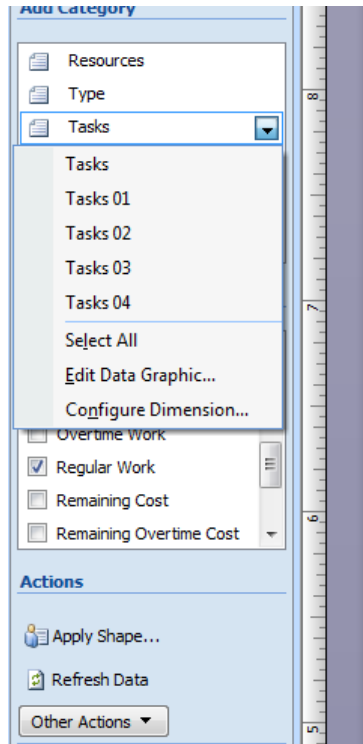 Add Category
Resources
Type
Tasks
Tasks
Tasks 01
Tasks 02
Tasks 03
Tasks 04
Select All
Edit Data Graphic...
Configure Dimension...
Overtime Work
Regular Work
Remaining Cost
Remaining Overtime Cost
Actions
Apply Shape...
Refresh Data
Other Actions
8
7
6
5